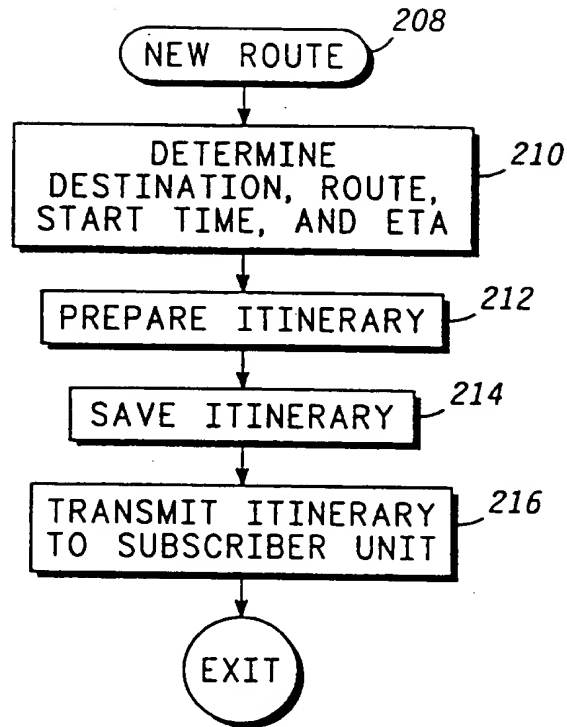 NEW ROUTE
208
DETERMINE
DESTINATION, ROUTE,
START TIME, AND ETA
210
PREPARE ITINERARY
212
SAVE ITINERARY
214
TRANSMIT ITINERARY
TO SUBSCRIBER UNIT
216
EXIT